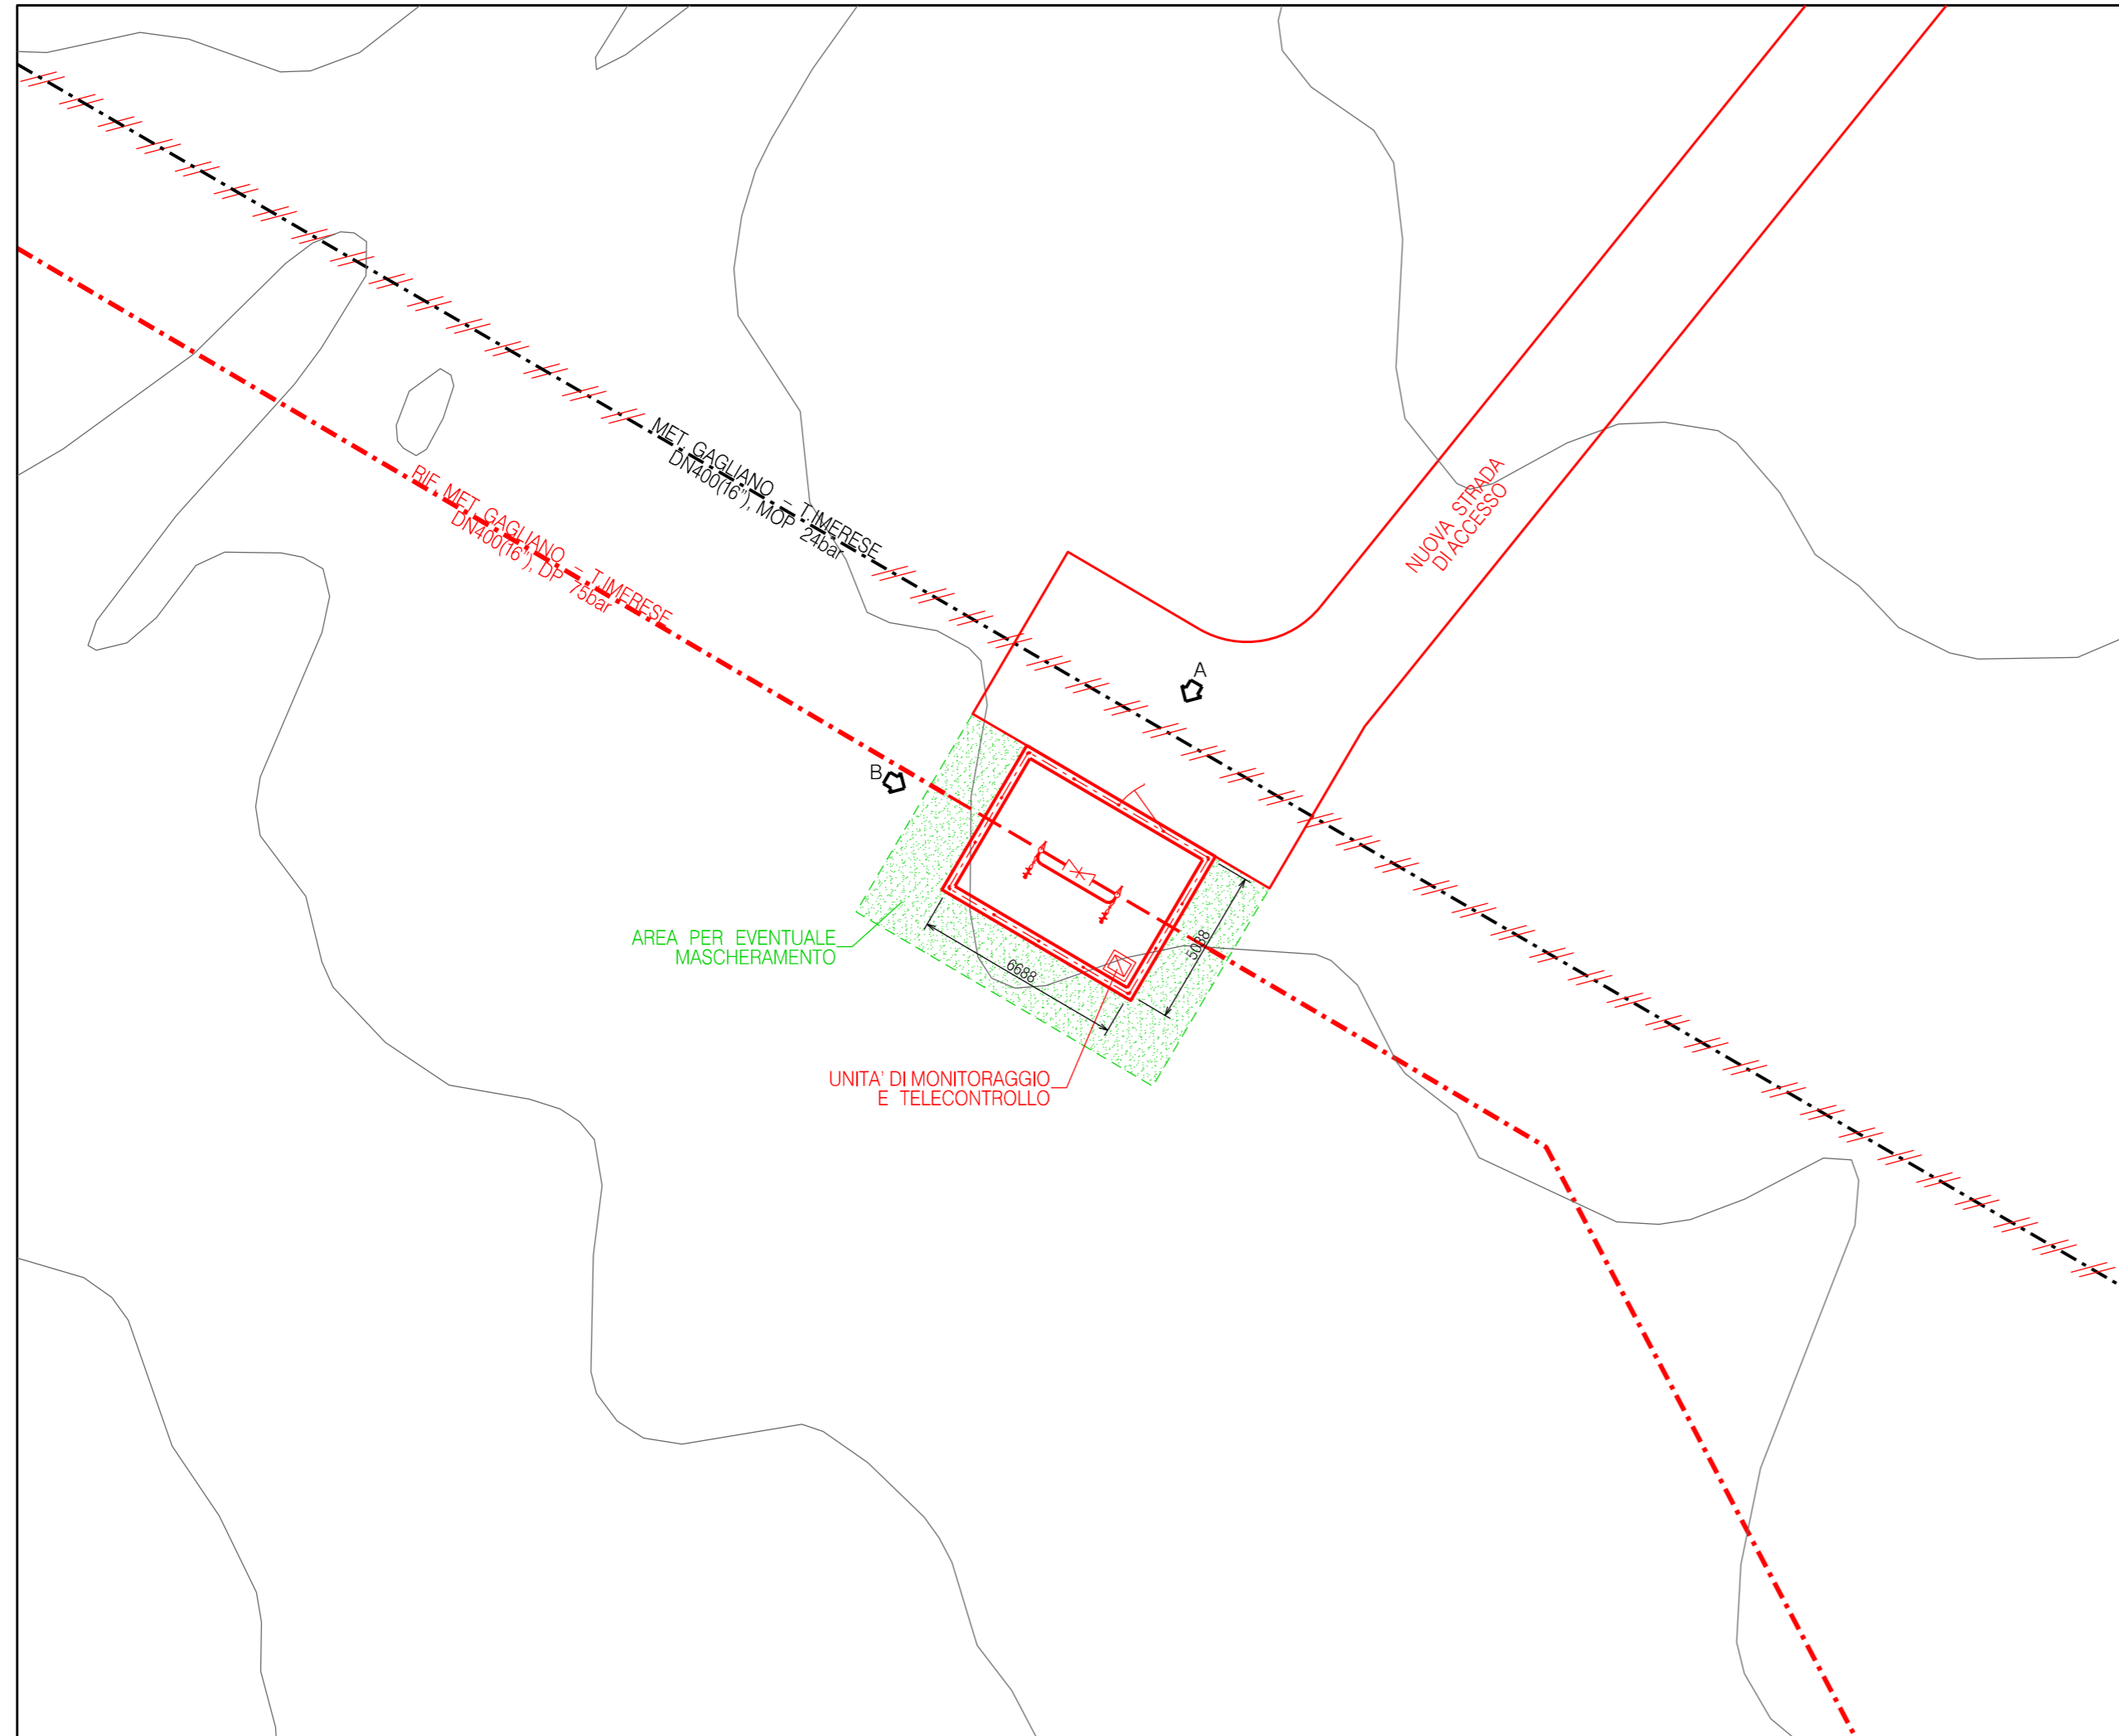 MET. GAGLIANO – T.IMERESE
DN400(16"), MOP 24bar
RIF. MET. GAGLIANO – T.IMERESE
DN400(16"), DP 75bar
NUOVA STRADA
DI ACCESSO
A
B
AREA PER EVENTUALE
MASCHERAMENTO
5088
6688
UNITA' DI MONITORAGGIO
E TELECONTROLLO